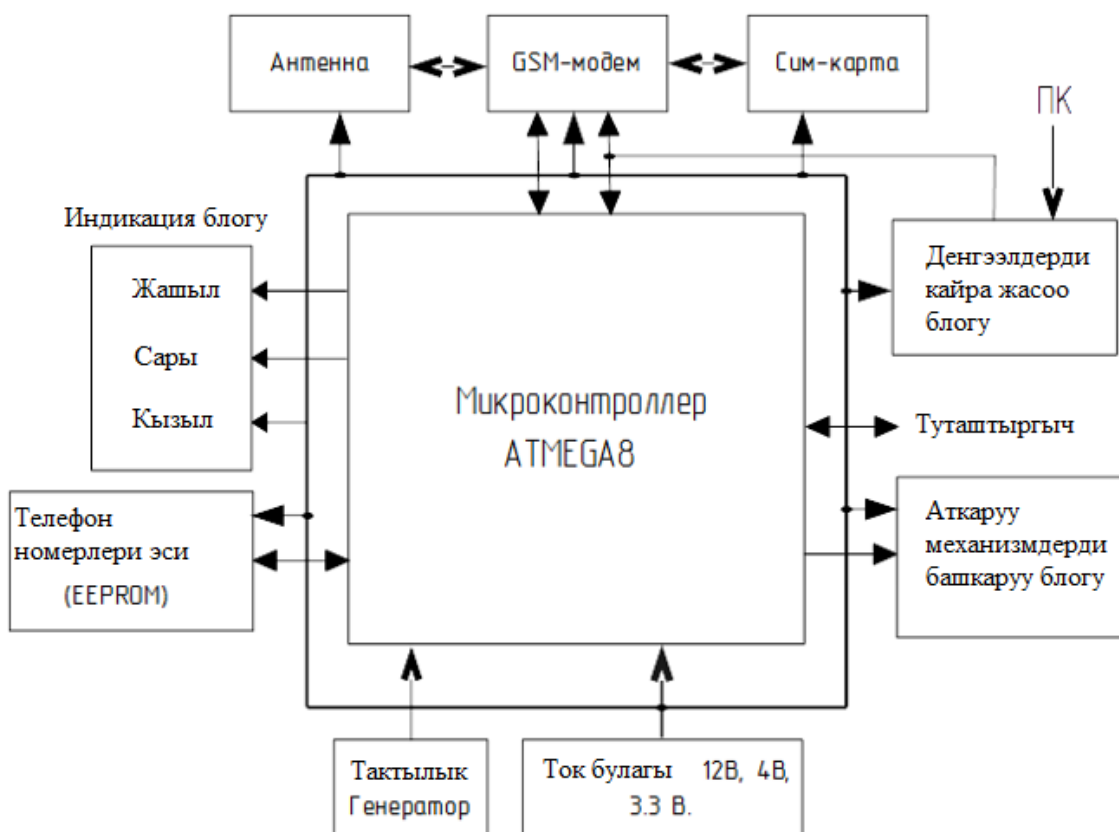 Антенна
GSM-модем
Сим-карта
ПК
Индикация блогу
Жашыл
Сары
Кызыл
Денгээлдерди
кайра жасоо
блогу
Микроконтроллер
ATMEGA8
Туташтыргыч
Телефон
номерлери эси
(EEPROM)
Аткаруу
механизмдерди
башкаруу блогу
Тактылык
Генератор
Ток булагы 12В, 4В,
3.3 В.